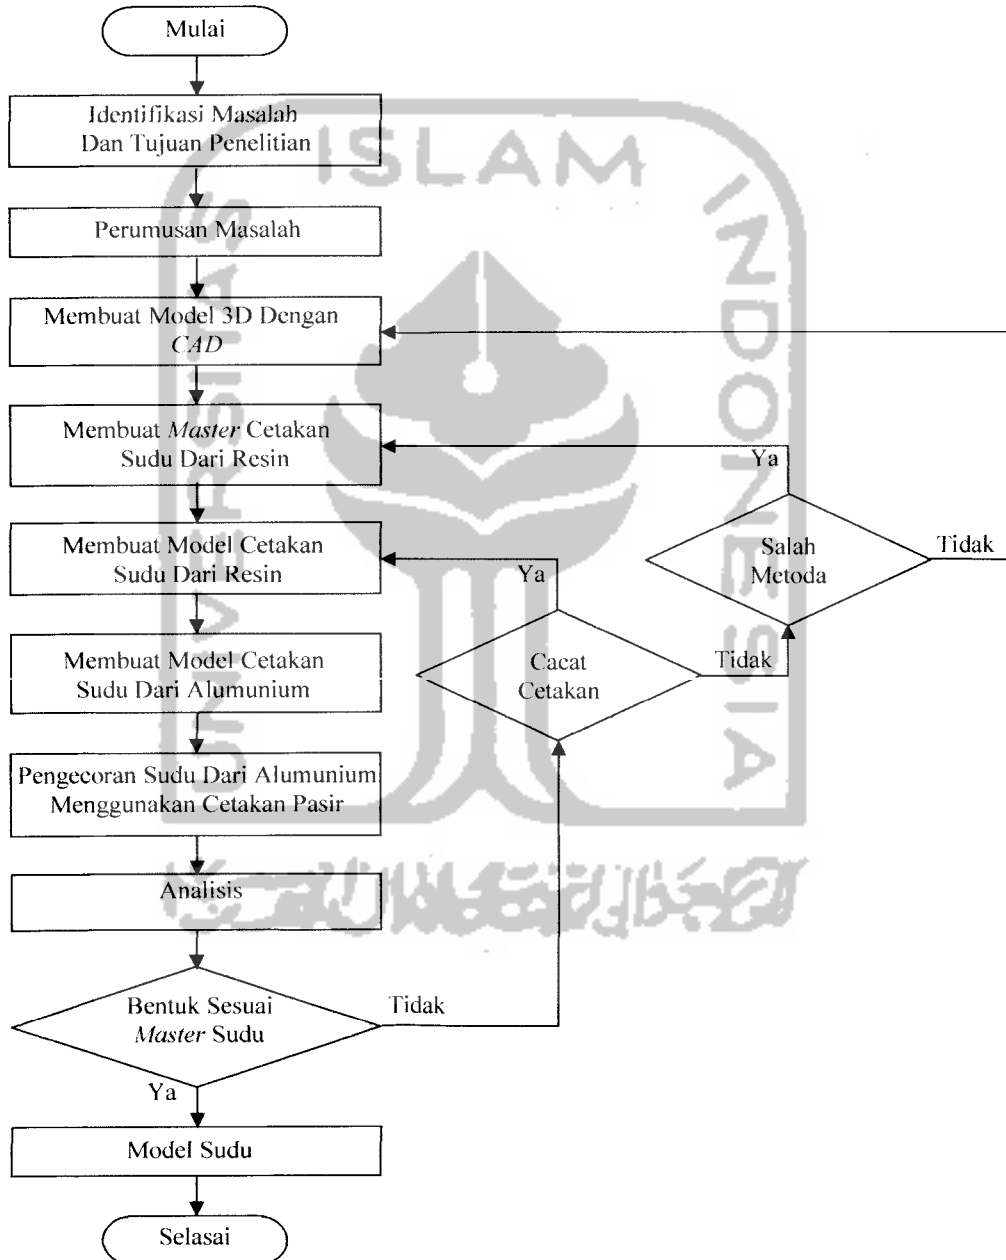 Mulai
Identifikasi Masalah
Dan Tujuan Penelitian
Perumusan Masalah
Membuat Model 3D Dengan
CAD
Membuat Master Cetakan
Sudu Dari Resin
Ya
Membuat Model Cetakan
Sudu Dari Resin
Ya
Salah
Metoda
Tidak
Membuat Model Cetakan
Sudu Dari Alumunium
Cacat
Cetakan
Tidak
Pengecoran Sudu Dari Alumunium
Menggunakan Cetakan Pasir
Analisis
Bentuk Sesuai
Master Sudu
Tidak
Ya
Model Sudu
Selasai
UNIVERSITAS
ISLAM
INDONESIA